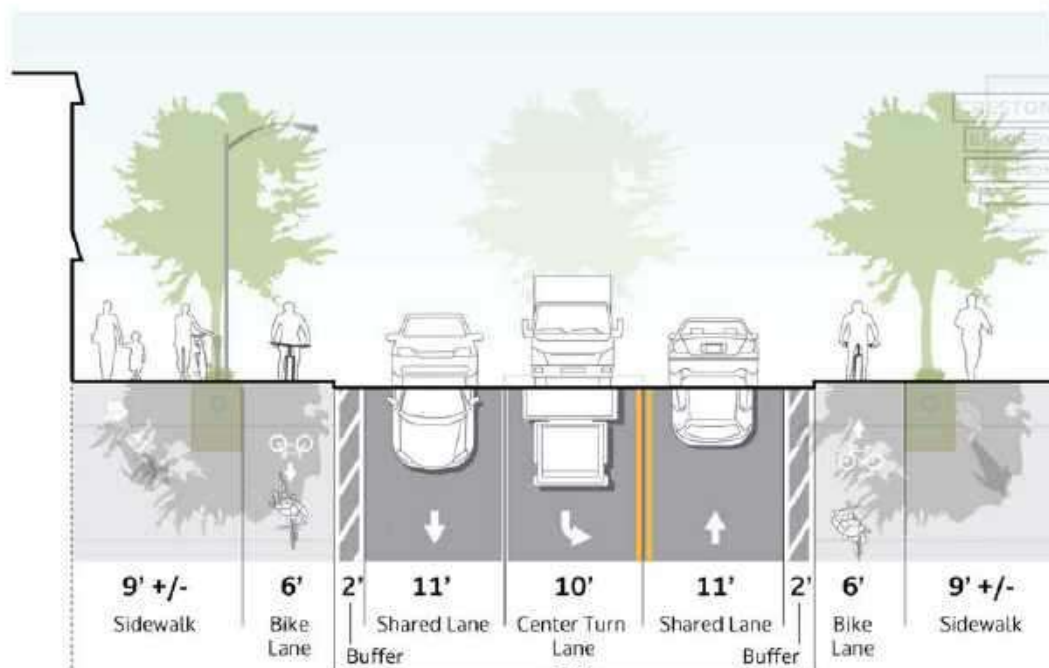 9' +/-
Sidewalk
6'
Bike
Lane
2'
Buffer
11'
Shared Lane
10'
Center Turn
Lane
11'
Shared Lane
2'
Buffer
6'
Bike
Lane
9' +/-
Sidewalk